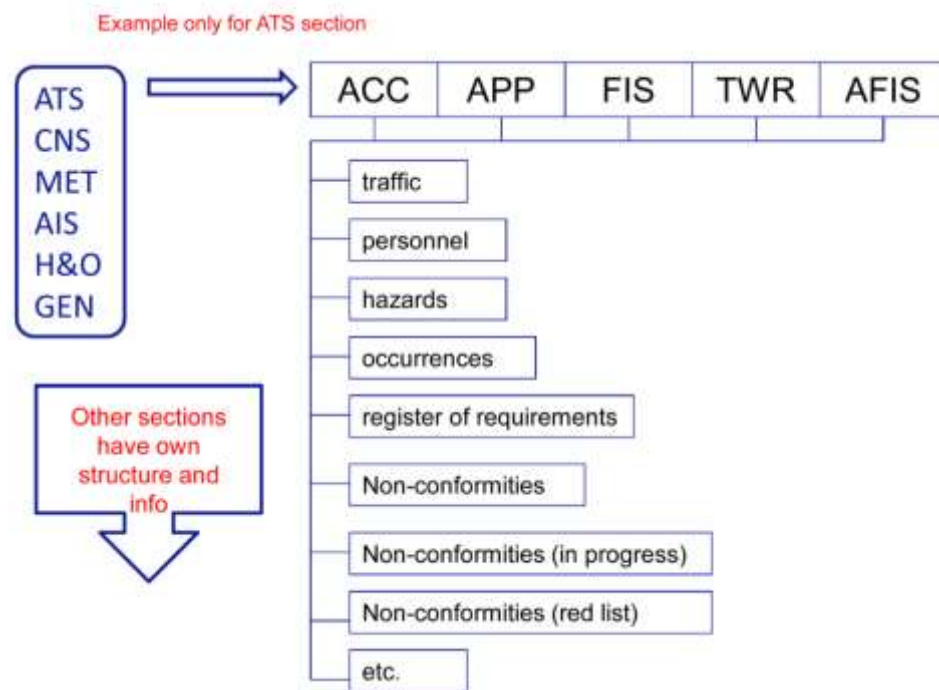 Example only for ATS section
ATS
CNS
MET
AIS
H&O
GEN
ACC APP FIS TWR AFIS
traffic
personnel
hazards
occurrences
register of requirements
Non-conformities
Non-conformities (in progress)
Non-conformities (red list)
etc.
Other sections
have own
structure and
info